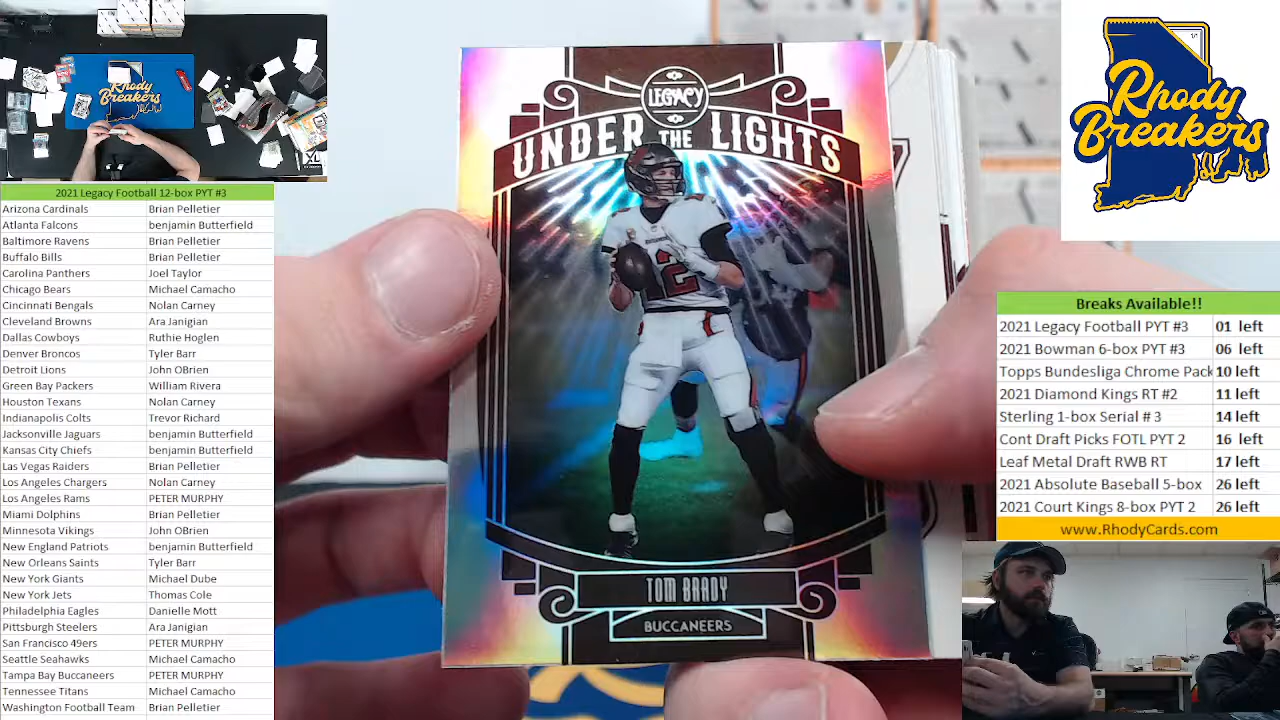 Rhody
Breakers
2021 Legacy Football 12-box PYT #3
Arizona Cardinals Brian Pelletier
Atlanta Falcons benjamin Butterfield
Baltimore Ravens Brian Pelletier
Buffalo Bills Brian Pelletier
Carolina Panthers Joel Taylor
Chicago Bears Michael Camacho
Cincinnati Bengals Nolan Carney
Cleveland Browns Ara Janigian
Dallas Cowboys Ruthie Hoglen
Denver Broncos Tyler Barr
Detroit Lions John OBrien
Green Bay Packers William Rivera
Houston Texans Nolan Carney
Indianapolis Colts Trevor Richard
Jacksonville Jaguars benjamin Butterfield
Kansas City Chiefs benjamin Butterfield
Las Vegas Raiders Brian Pelletier
Los Angeles Chargers Nolan Carney
Los Angeles Rams PETER MURPHY
Miami Dolphins Brian Pelletier
Minnesota Vikings John OBrien
New England Patriots benjamin Butterfield
New Orleans Saints Tyler Barr
New York Giants Michael Dube
New York Jets Thomas Cole
Philadelphia Eagles Danielle Mott
Pittsburgh Steelers Ara Janigian
San Francisco 49ers PETER MURPHY
Seattle Seahawks Michael Camacho
Tampa Bay Buccaneers PETER MURPHY
Tennessee Titans Michael Camacho
Washington Football Team Brian Pelletier
LEGACY
UNDER THE LIGHTS
12
TOM BRADY
BUCCANEERS
Rhody
Breakers
Breaks Available!!
2021 Legacy Football PYT #3 01 left
2021 Bowman 6-box PYT #3 06 left
Topps Bundesliga Chrome Pack 10 left
2021 Diamond Kings RT #2 11 left
Sterling 1-box Serial # 3 14 left
Cont Draft Picks FOTL PYT 2 16 left
Leaf Metal Draft RWB RT 17 left
2021 Absolute Baseball 5-box 26 left
2021 Court Kings 8-box PYT 2 26 left
www.RhodyCards.com